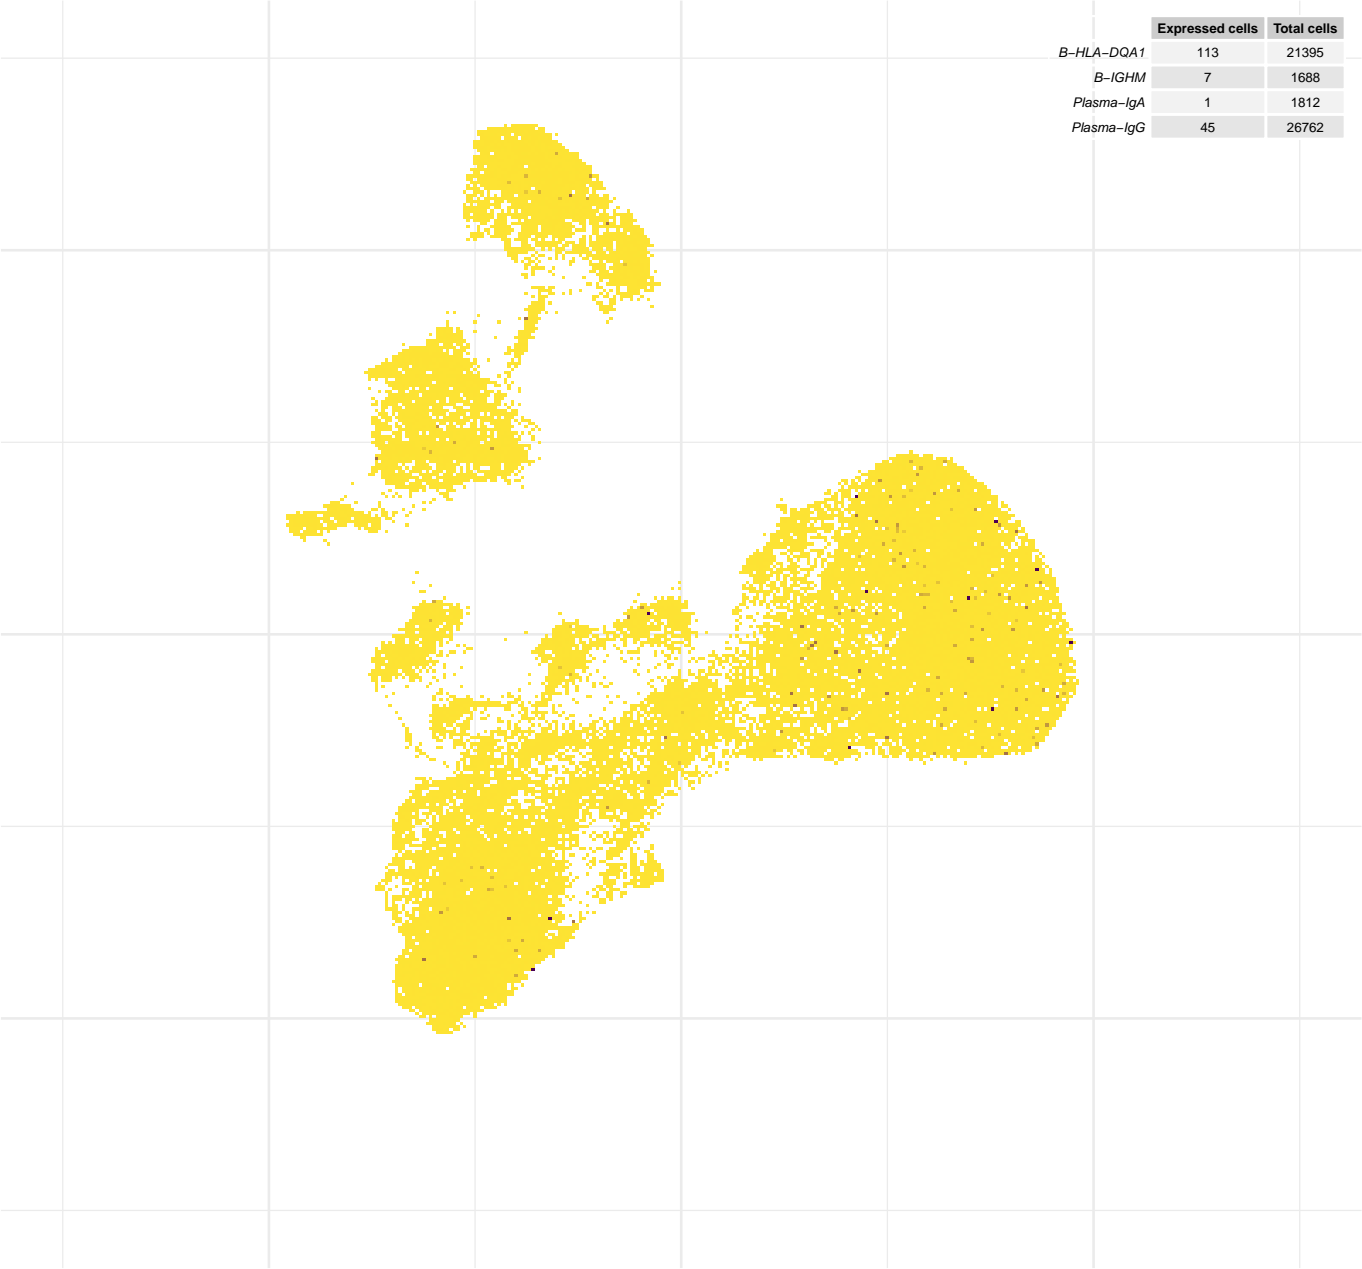 Expressed cells Total cells
B−HLA−DQA1 113 21395
B−IGHM 7 1688
Plasma−IgA 1 1812
Plasma−IgG 45 26762